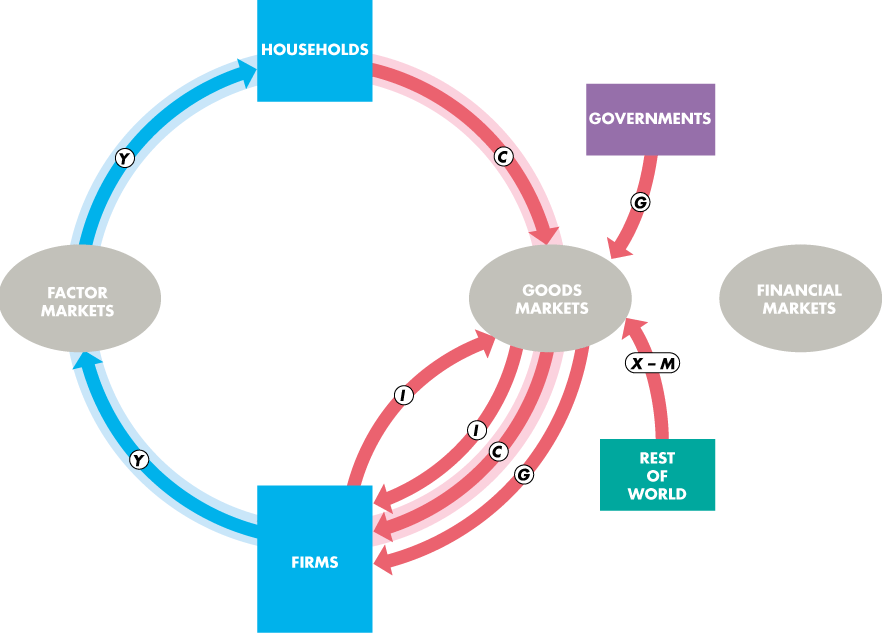 HOUSEHOLDS
GOVERNMENTS
Y
C
G
FACTOR
MARKETS
GOODS
MARKETS
FINANCIAL
MARKETS
X – M
I
I
C
Y
G
REST
OF
WORLD
FIRMS